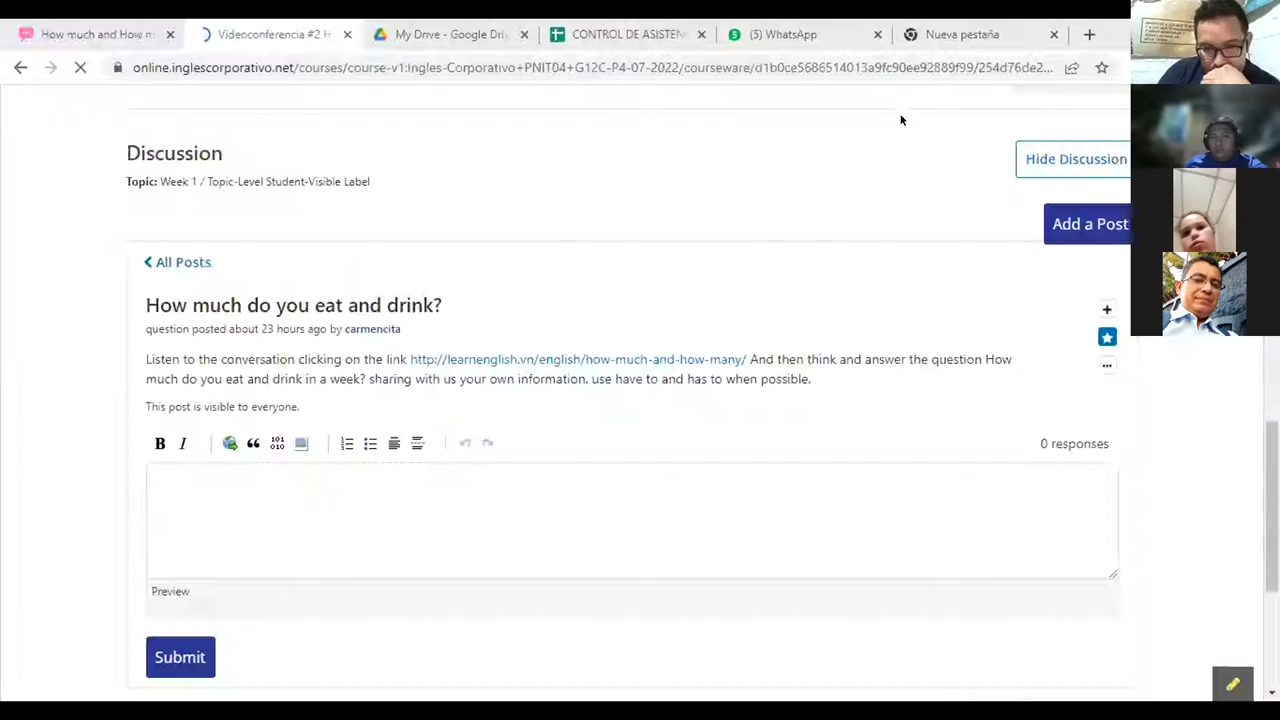 How much and How m
Videoconferencia #2 H
My Drive - Google Dri
CONTROL DE ASISTEN
(5) WhatsApp
Nueva pestaña
online.inglescorporativo.net/courses/course-v1:Ingles-Corporativo+PNIT04+G12C-P4-07-2022/courseware/d1b0ce5686514013a9fc90ee92889f99/254d76de2...
Discussion
Hide Discussion
Topic: Week 1 / Topic-Level Student-Visible Label
Add a Post
All Posts
How much do you eat and drink?
question posted about 23 hours ago by carmencita
Listen to the conversation clicking on the link http://learnenglish.vn/english/how-much-and-how-many/ And then think and answer the question How
much do you eat and drink in a week? sharing with us your own information. use have to and has to when possible.
This post is visible to everyone.
B I
101
010
0 responses
Preview
Submit